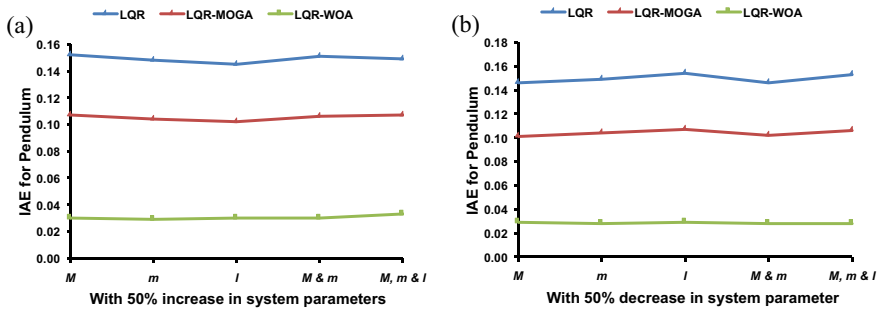 (a)
LQR LQR-MOGA LQR-WOA
0.16
0.14
0.12
0.10
0.08
0.06
0.04
0.02
0.00
IAE for Pendulum
M m l M & m M, m & l
With 50% increase in system parameters
(b)
LQR LQR-MOGA LQR-WOA
0.18
0.16
0.14
0.12
0.10
0.08
0.06
0.04
0.02
0.00
IAE for Pendulum
M m l M & m M, m & l
With 50% decrease in system parameter